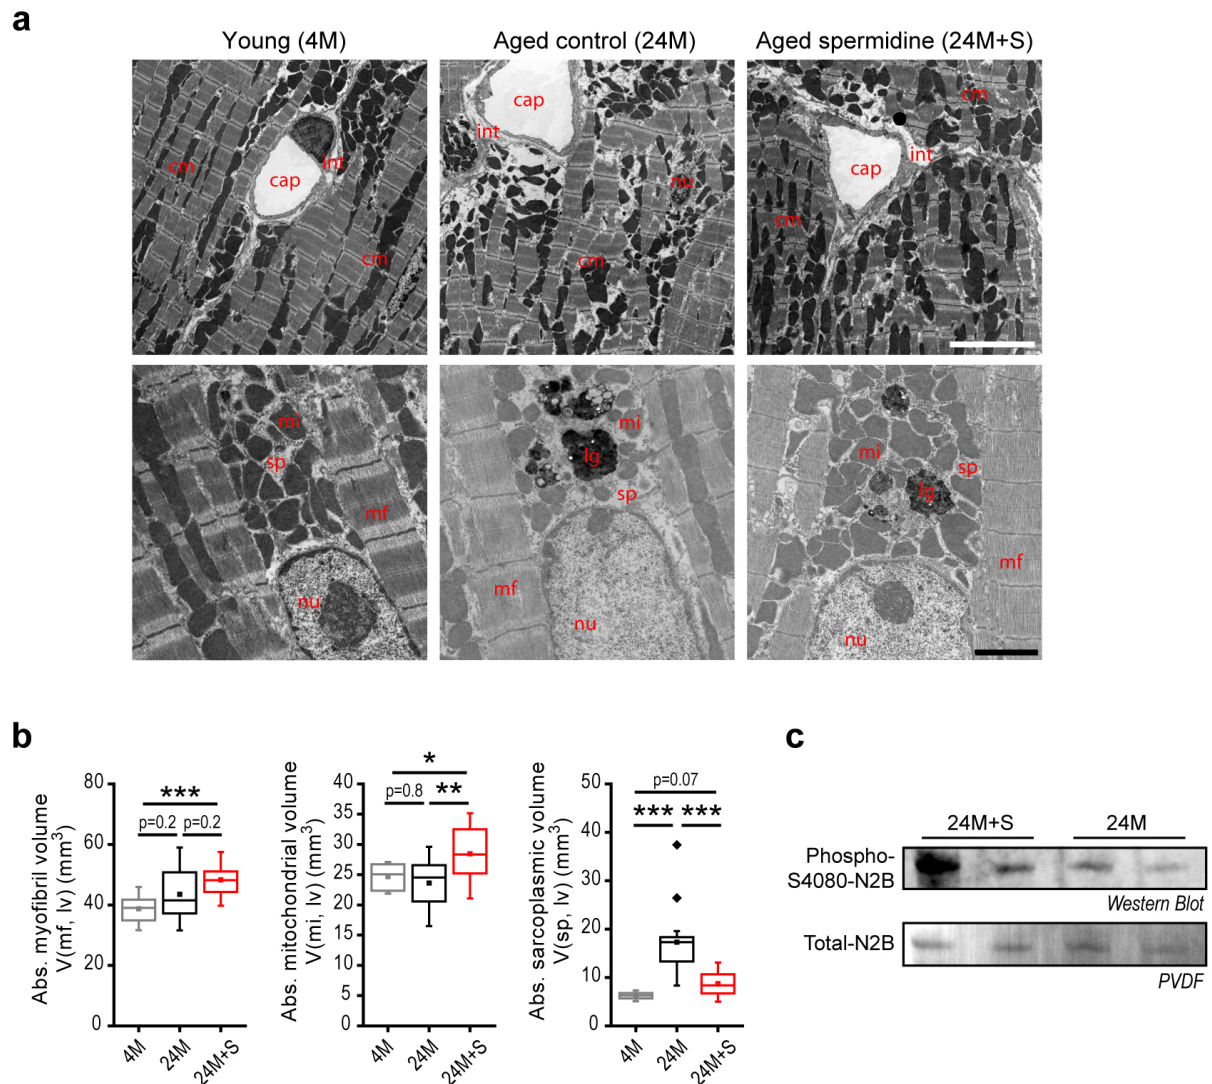 a
Young (4M)
Aged control (24M)
Aged spermidine (24M+S)
cm
cap
int
cm
cap
int
nu
cm
cm
cap
int
cm
mi
sp
mf
nu
mi
lg
sp
mf
nu
mi
sp
lg
mf
nu
b
Abs. myofibril volume
V(mf, lv) (mm³)
80
60
40
20
0
***
p=0.2
p=0.2
4M
24M
24M+S
Abs. mitochondrial volume
V(mi, lv) (mm³)
40
35
30
25
20
15
10
5
0
*
p=0.8
**
4M
24M
24M+S
Abs. sarcoplasmic volume
V(sp, lv) (mm³)
50
40
30
20
10
0
p=0.07
***
***
4M
24M
24M+S
c
24M+S
24M
Phospho-
S4080-N2B
Western Blot
Total-N2B
PVDF